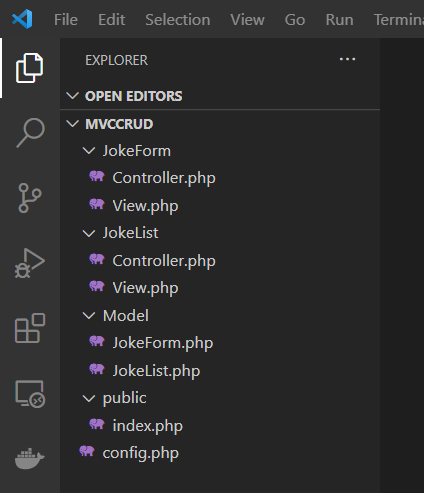 File Edit Selection View Go Run Termina
EXPLORER ...
OPEN EDITORS
MVCCRUD
JokeForm
Controller.php
View.php
JokeList
Controller.php
View.php
Model
JokeForm.php
JokeList.php
public
index.php
config.php